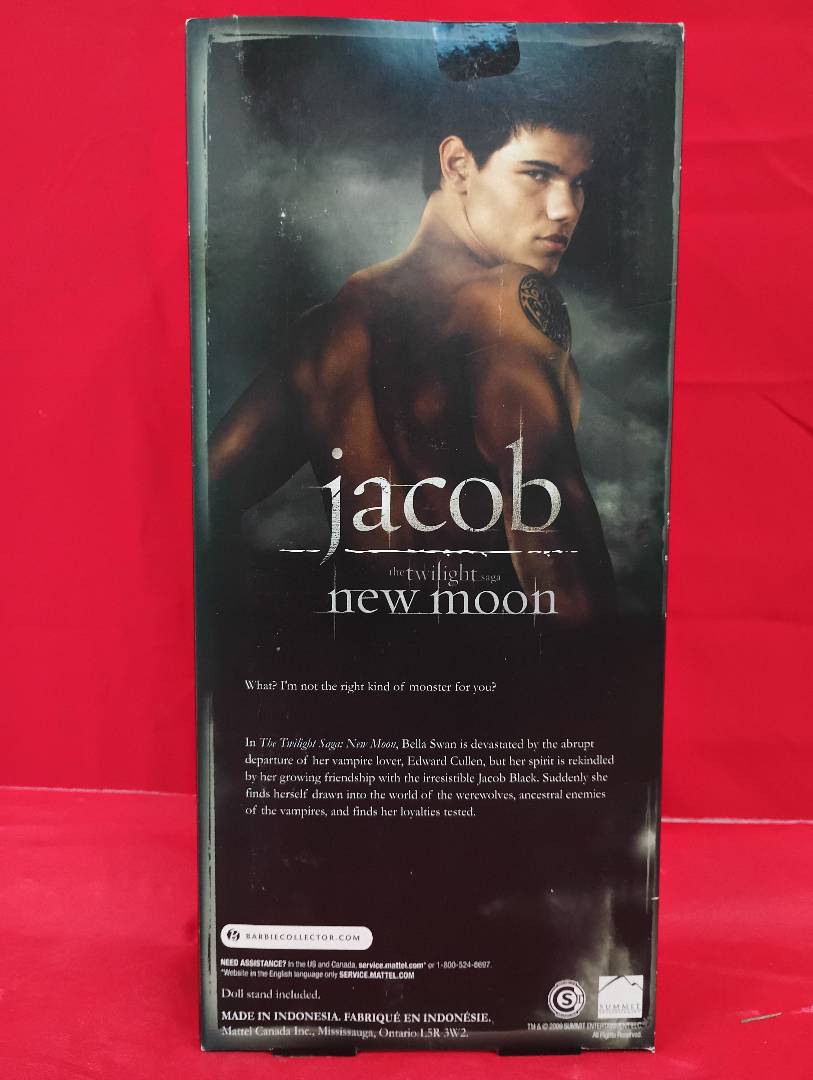 jacob
the twilight saga
new moon
What? I'm not the right kind of monster for you?
In The Twilight Saga: New Moon, Bella Swan is devastated by the abrupt
departure of her vampire lover, Edward Cullen, but her spirit is rekindled
by her growing friendship with the irresistible Jacob Black. Suddenly she
finds herself drawn into the world of the werewolves, ancestral enemies
of the vampires, and finds her loyalties tested.
BARBIECOLLECTOR.COM
NEED ASSISTANCE? In the US and Canada, service.mattel.com* or 1-800-524-8697.
*Website in the English language only SERVICE.MATTEL.COM
Doll stand included.
MADE IN INDONESIA. FABRIQUÉ EN INDONÉSIE.
Mattel Canada Inc., Mississauga, Ontario L5R 3W2.
S
SUMMIT
TM & © 2009 SUMMIT ENTERTAINMENT, LLC.
All Rights Reserved.